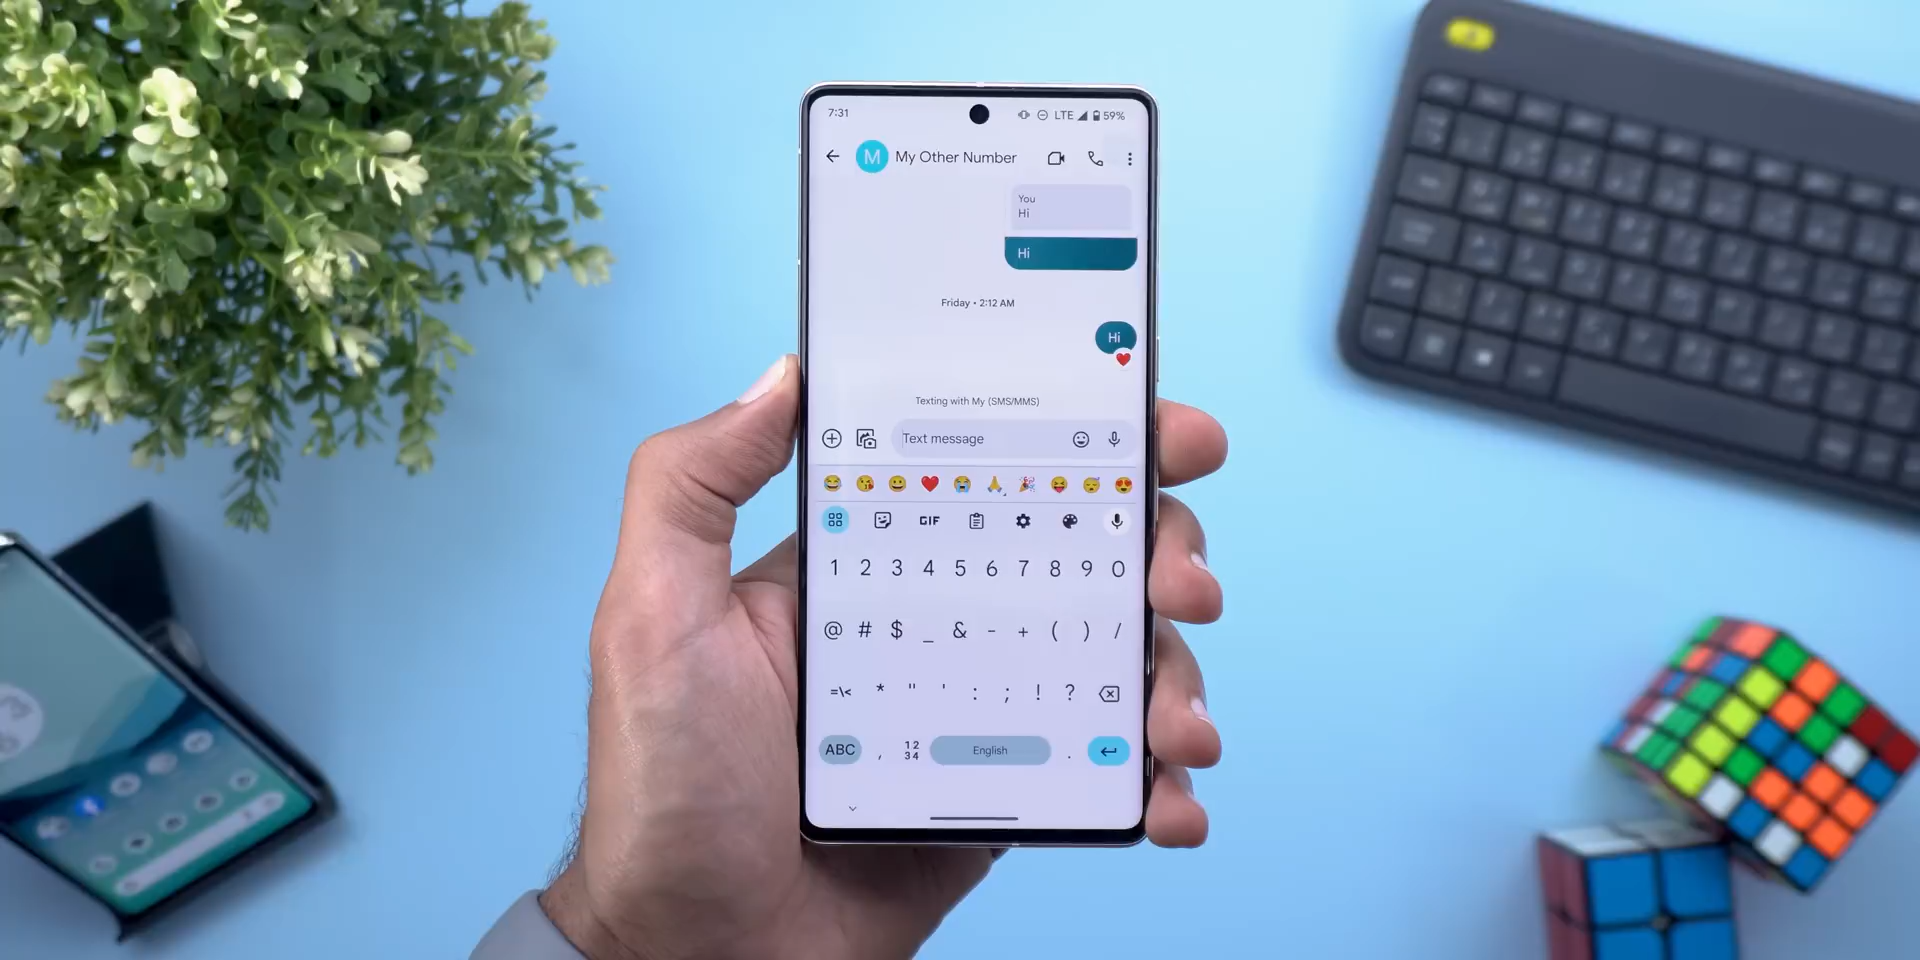 7:31 LTE 59%
M My Other Number
You
Hi
Hi
Friday • 2:12 AM
Hi
Texting with My (SMS/MMS)
Text message
GIF
1 2 3 4 5 6 7 8 9 0
@ # $ _ & - + ( ) /
=\< * " ' : ; ! ?
ABC , 12 34 English .